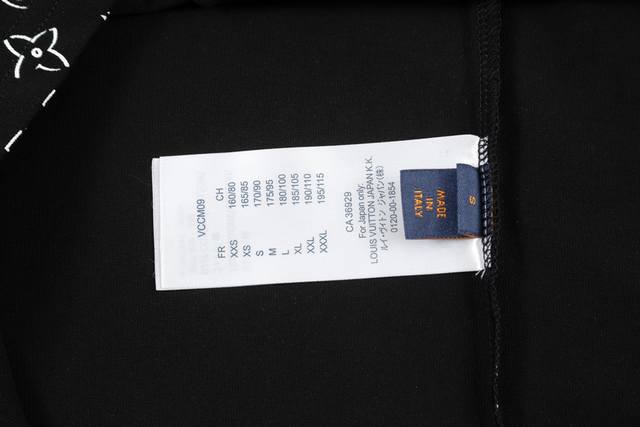 VCCM09
FR CH
XXS 160/80
XS 165/85
S 170/90
M 175/95
L 180/100
XL 185/105
XXL 190/110
XXXL 195/115
CA 36929
For Japan only:
LOUIS VUITTON JAPAN K.K.
ルイ・ヴィトン ジャパン(株)
0120-00-1854
MADE
IN
ITALY
S